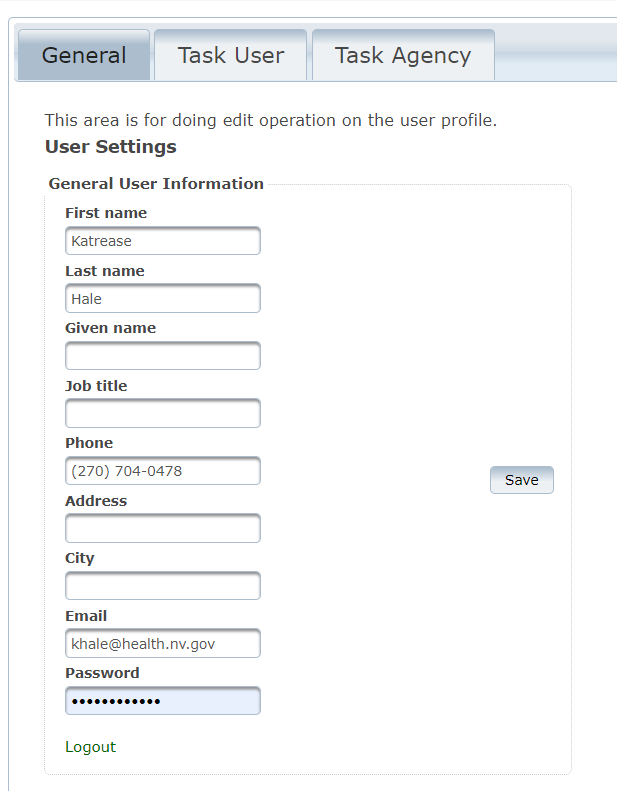 General Task User Task Agency
This area is for doing edit operation on the user profile.
User Settings
General User Information
First name
Katrease
Last name
Hale
Given name
Job title
Phone
(270) 704-0478
Save
Address
City
Email
khale@health.nv.gov
Password
••••••••••••
Logout